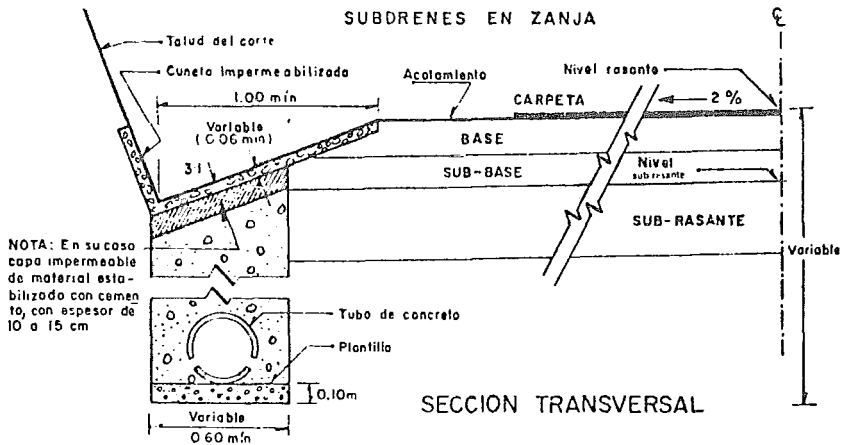 SUBDRENES EN ZANJA
℄
Talud del corte
Cuneta Impermeabilizada
1.00 mín
Acotamiento
Nivel rasante
CARPETA
2 %
Variable
(0.06 min)
3:1
BASE
SUB-BASE
Nivel
sub rasante
SUB-RASANTE
Variable
NOTA: En su caso
capa impermeable
de material esta-
bilizado con cemen
to, con espesor de
10 a 15 cm
Tubo de concreto
Plantilla
0.10m
Variable
0.60 mín
SECCION TRANSVERSAL